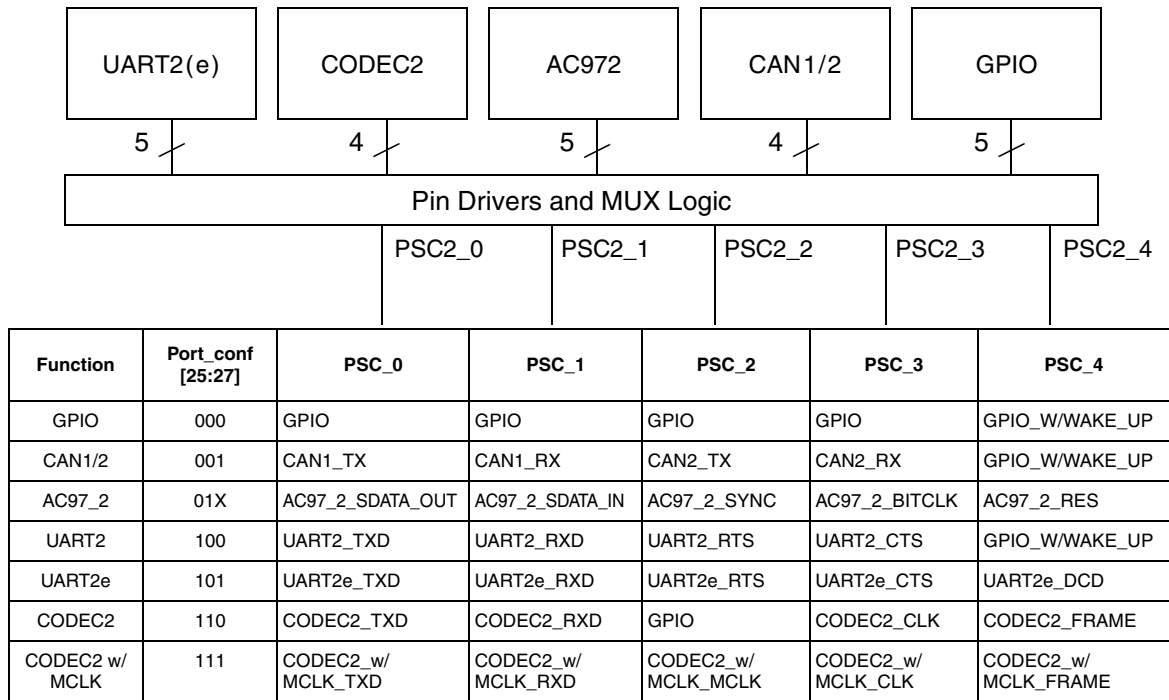 UART2(e) CODEC2 AC972 CAN1/2 GPIO
5 4 5 4 5
Pin Drivers and MUX Logic
PSC2_0 PSC2_1 PSC2_2 PSC2_3 PSC2_4
Function Port_conf [25:27] PSC_0 PSC_1 PSC_2 PSC_3 PSC_4
GPIO 000 GPIO GPIO GPIO GPIO GPIO_W/WAKE_UP
CAN1/2 001 CAN1_TX CAN1_RX CAN2_TX CAN2_RX GPIO_W/WAKE_UP
AC97_2 01X AC97_2_SDATA_OUT AC97_2_SDATA_IN AC97_2_SYNC AC97_2_BITCLK AC97_2_RES
UART2 100 UART2_TXD UART2_RXD UART2_RTS UART2_CTS GPIO_W/WAKE_UP
UART2e 101 UART2e_TXD UART2e_RXD UART2e_RTS UART2e_CTS UART2e_DCD
CODEC2 110 CODEC2_TXD CODEC2_RXD GPIO CODEC2_CLK CODEC2_FRAME
CODEC2 w/ 111 CODEC2_w/ CODEC2_w/ CODEC2_w/ CODEC2_w/ CODEC2_w/
MCLK MCLK_TXD MCLK_RXD MCLK_MCLK MCLK_CLK MCLK_FRAME